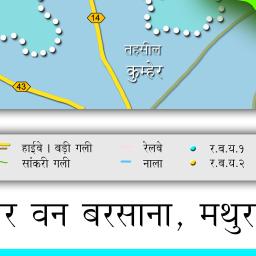 14
तहसील
कुम्हेर
43
हाईवे । बड़ी गली रेलवे र.ब.य.१
सांकरी गली नाला र.ब.य.२
र वन बरसाना, मथुर